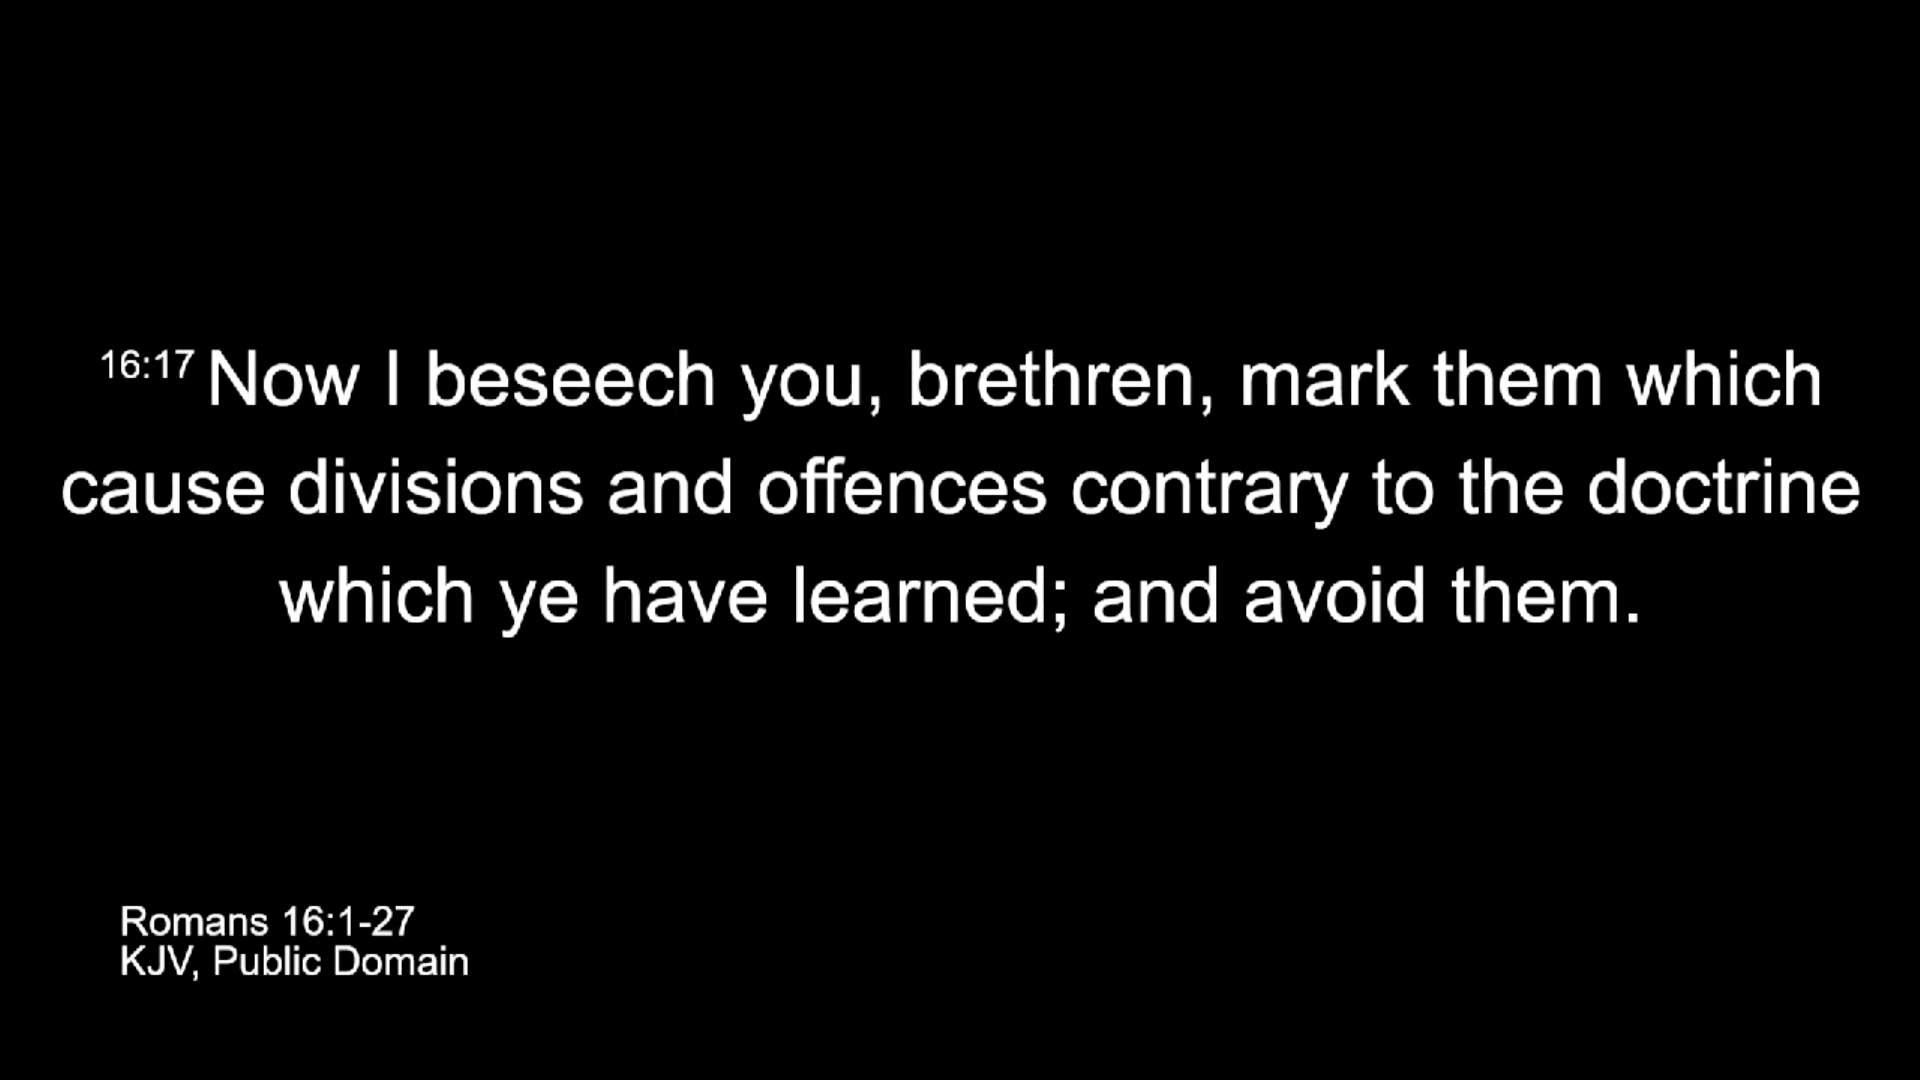 16:17 Now I beseech you, brethren, mark them which
cause divisions and offences contrary to the doctrine
which ye have learned; and avoid them.
Romans 16:1-27
KJV, Public Domain